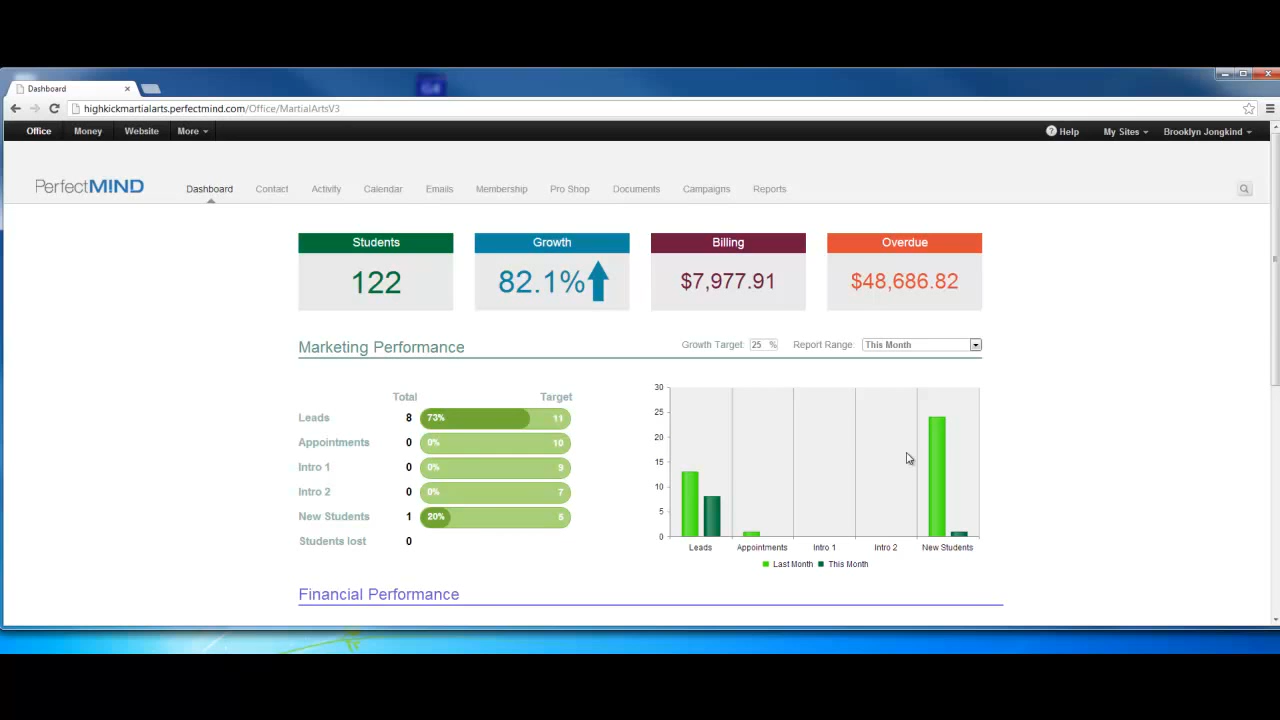 Dashboard
highkickmartialarts.perfectmind.com/Office/MartialArtsV3
Office Money Website More Help My Sites Brooklyn Jongkind
PerfectMIND Dashboard Contact Activity Calendar Emails Membership Pro Shop Documents Campaigns Reports
Students Growth Billing Overdue
122 82.1% $7,977.91 $48,686.82
Marketing Performance Growth Target: 25 % Report Range: This Month
Total Target
Leads 8 73% 11
Appointments 0 0% 10
Intro 1 0 0% 9
Intro 2 0 0% 7
New Students 1 20% 5
Students lost 0
30
25
20
15
10
5
0
Leads Appointments Intro 1 Intro 2 New Students
Last Month This Month
Financial Performance